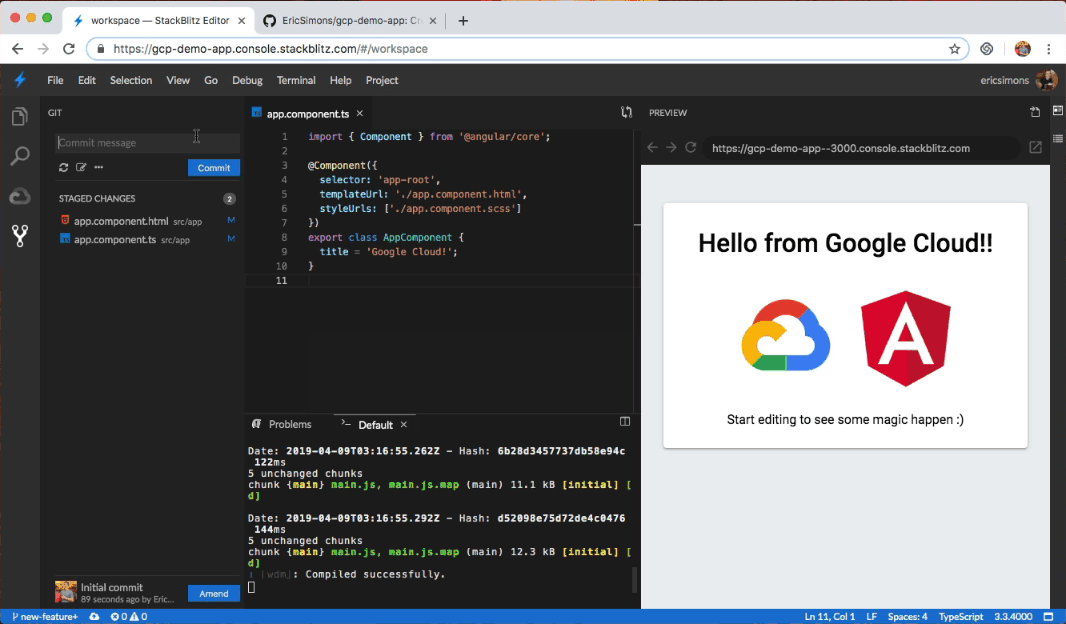 workspace — StackBlitz Editor
EricSimons/gcp-demo-app: Cr
https://gcp-demo-app.console.stackblitz.com/#/workspace
File Edit Selection View Go Debug Terminal Help Project
ericsimons
GIT
Commit message
Commit
STAGED CHANGES 2
app.component.html src/app M
app.component.ts src/app M
Initial commit
89 seconds ago by Eric...
Amend
app.component.ts
1 import { Component } from '@angular/core';
2
3 @Component({
4 selector: 'app-root',
5 templateUrl: './app.component.html',
6 styleUrls: ['./app.component.scss']
7 })
8 export class AppComponent {
9 title = 'Google Cloud!';
10 }
11
Problems
Default
Date: 2019-04-09T03:16:55.262Z - Hash: 6b28d3457737db58e94c
122ms
5 unchanged chunks
chunk {main} main.js, main.js.map (main) 11.1 kB [initial] [
d]
Date: 2019-04-09T03:16:55.292Z - Hash: d52098e75d72de4c0476
144ms
5 unchanged chunks
chunk {main} main.js, main.js.map (main) 12.3 kB [initial] [
d]
ℹ ｢wdm｣: Compiled successfully.
PREVIEW
https://gcp-demo-app--3000.console.stackblitz.com
Hello from Google Cloud!!
A
Start editing to see some magic happen :)
new-feature+
0 0
Ln 11, Col 1 LF Spaces: 4 TypeScript 3.3.4000